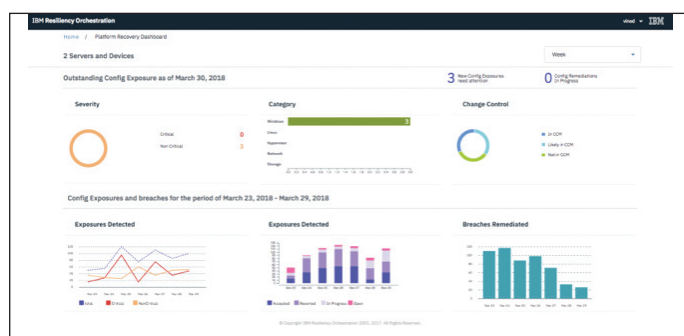 IBM Resiliency Orchestration
vinod
IBM
Home / Platform Recovery Dashboard
2 Servers and Devices
Week
Outstanding Config Exposure as of March 30, 2018
3 New Config Exposures need attention
0 Config Remediations In Progress
Severity
Category
Change Control
Critical 0
Non Critical 3
Windows 3
Linux
Hypervisor
Network
Storage
In CCM
Likely in CCM
Not in CCM
Config Exposures and breaches for the period of March 23, 2018 - March 29, 2018
Exposures Detected
Exposures Detected
Breaches Remediated
Total Critical NonCritical
Accepted Reverted In Progress Open
© Copyright IBM Resiliency Orchestration 2003, 2017. All Rights Reserved.